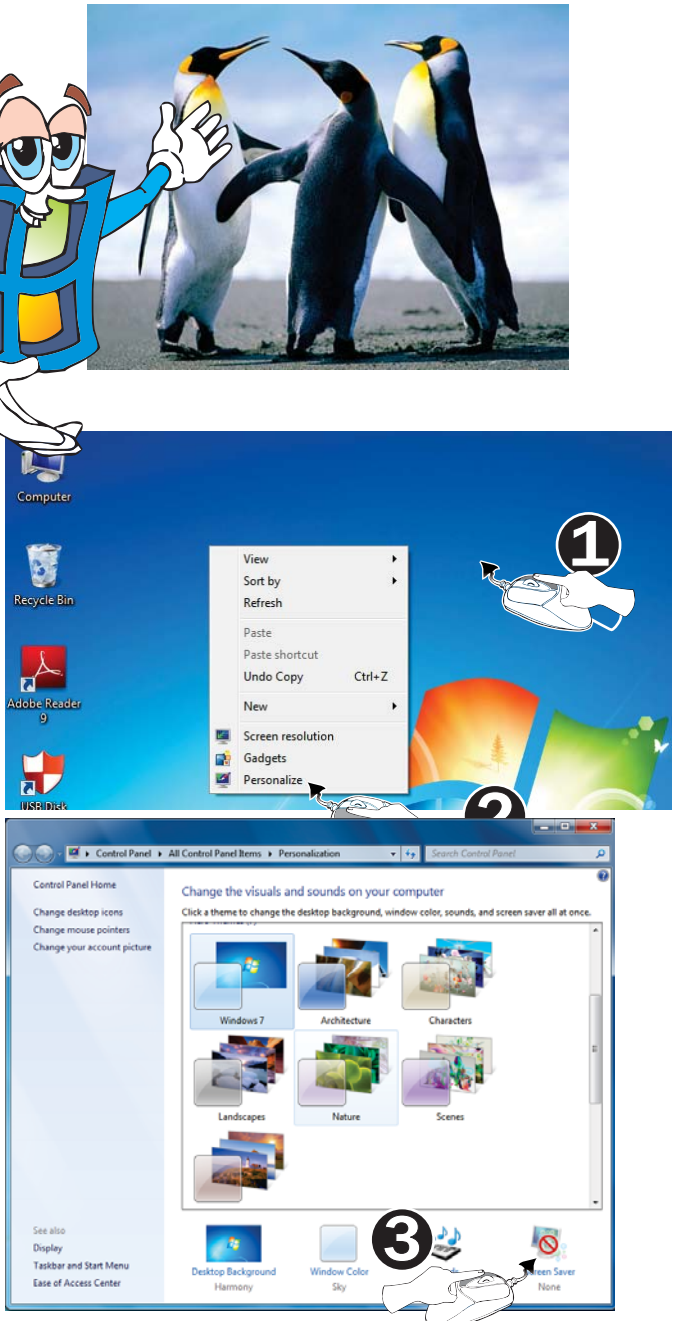 Computer
Recycle Bin
Adobe Reader
9
USB Disk
1
View
Sort by
Refresh
Paste
Paste shortcut
Undo Copy Ctrl+Z
New
Screen resolution
Gadgets
Personalize
2
Control Panel All Control Panel Items Personalization Search Control Panel
Control Panel Home
Change desktop icons
Change mouse pointers
Change your account picture
See also
Display
Taskbar and Start Menu
Ease of Access Center
Change the visuals and sounds on your computer
Click a theme to change the desktop background, window color, sounds, and screen saver all at once.
Windows 7 Architecture Characters
Landscapes Nature Scenes
3
Desktop Background Window Color Saver
Harmony Sky None